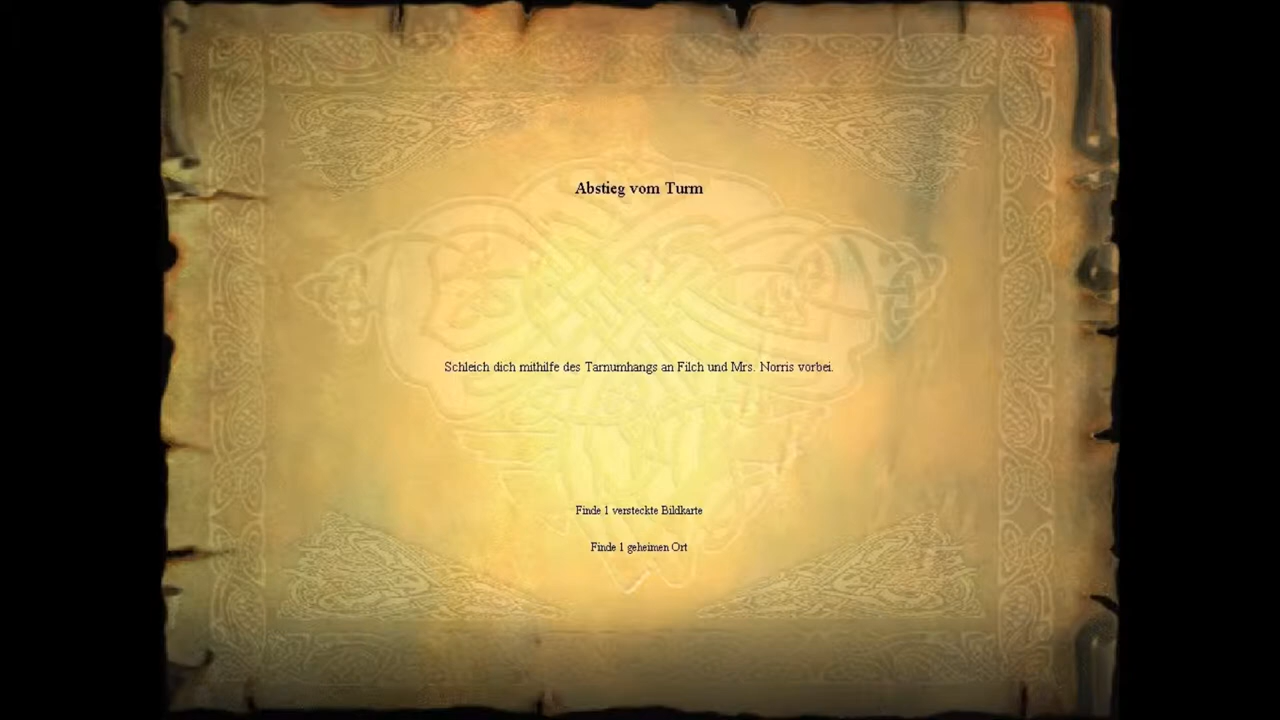 Abstieg vom Turm
Schleich dich mithilfe des Tarnumhangs an Filch und Mrs. Norris vorbei.
Finde 1 versteckte Bildkarte
Finde 1 geheimen Ort